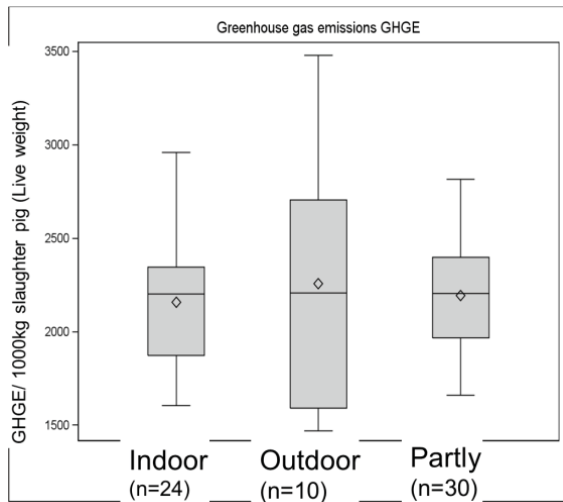 Greenhouse gas emissions GHGE
GHGE/ 1000kg slaughter pig (Live weight)
3500
3000
2500
2000
1500
Indoor Outdoor Partly
(n=24) (n=10) (n=30)